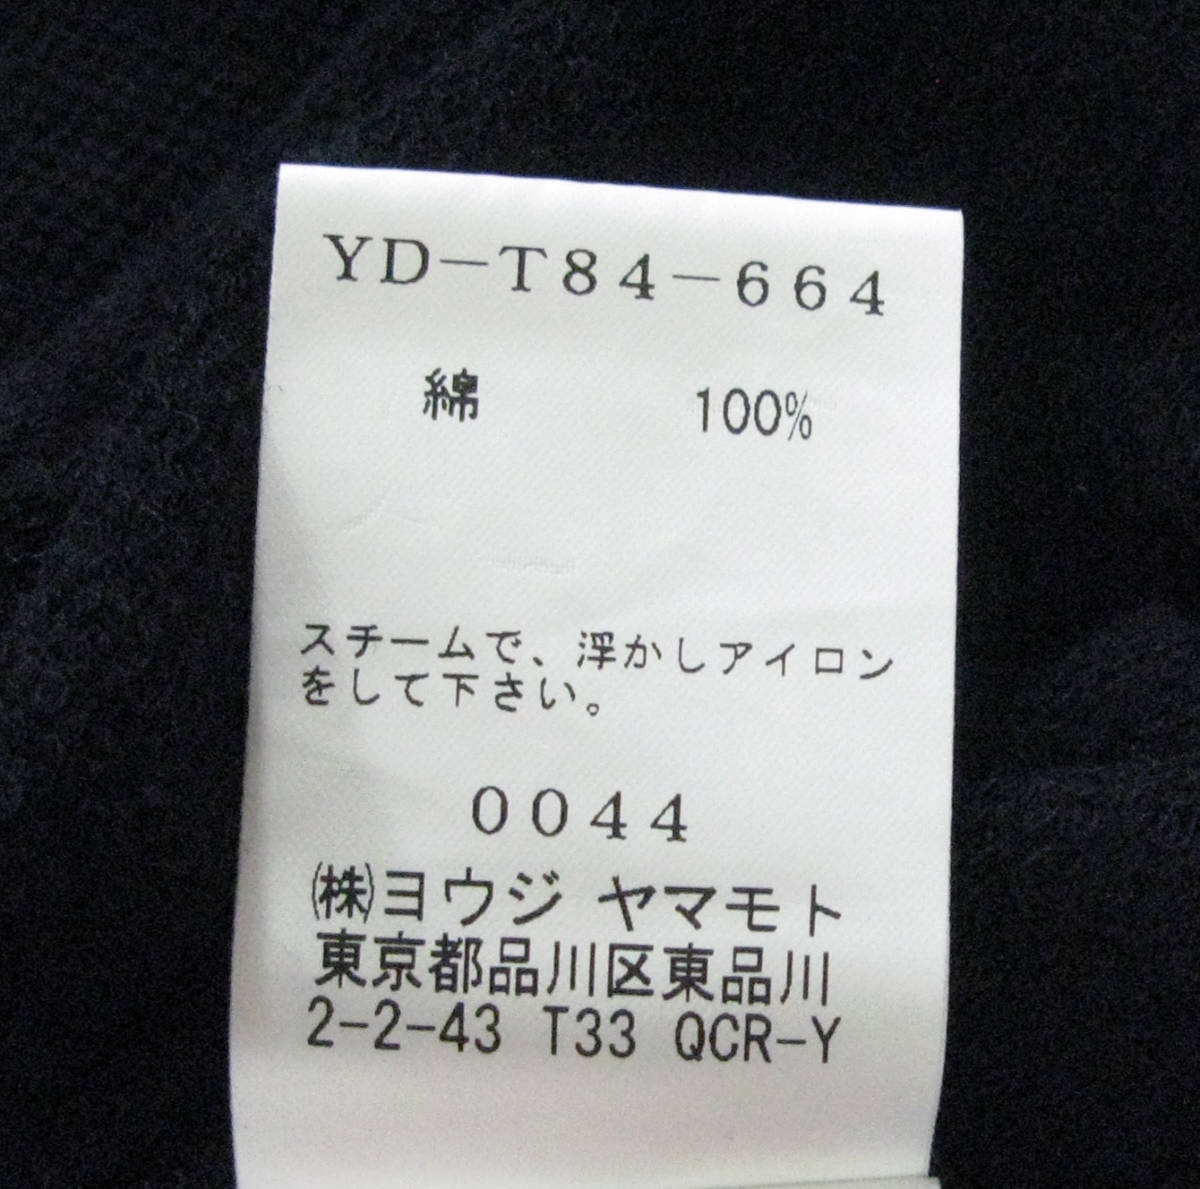 YD-T84-664
綿 100%
スチームで、浮かしアイロン
をして下さい。
0044
㈱ヨウジ ヤマモト
東京都品川区東品川
2-2-43 T33 QCR-Y